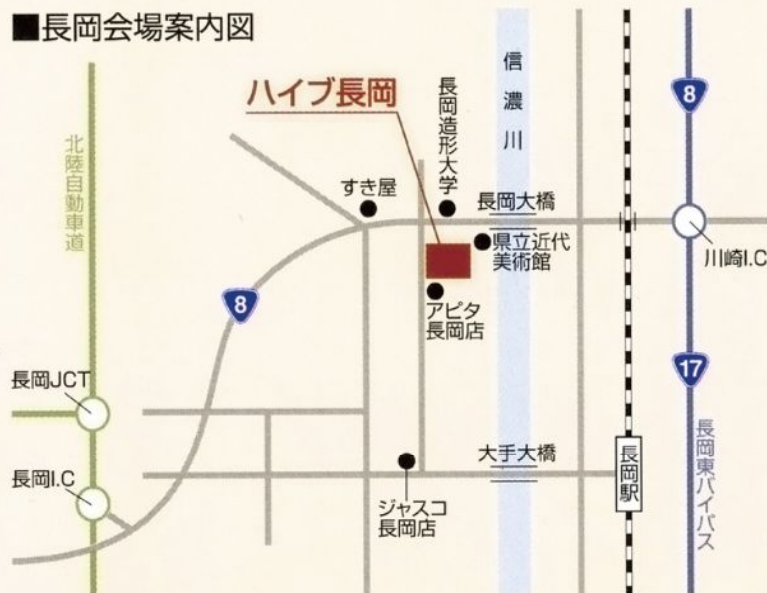 ■長岡会場案内図
ハイブ長岡
長岡造形大学
信濃川
8
北陸自動車道
すき屋
長岡大橋
県立近代
美術館
川崎I.C
8
アピタ
長岡店
長岡JCT
17
長岡I.C
大手大橋
長岡駅
長岡東バイパス
ジャスコ
長岡店